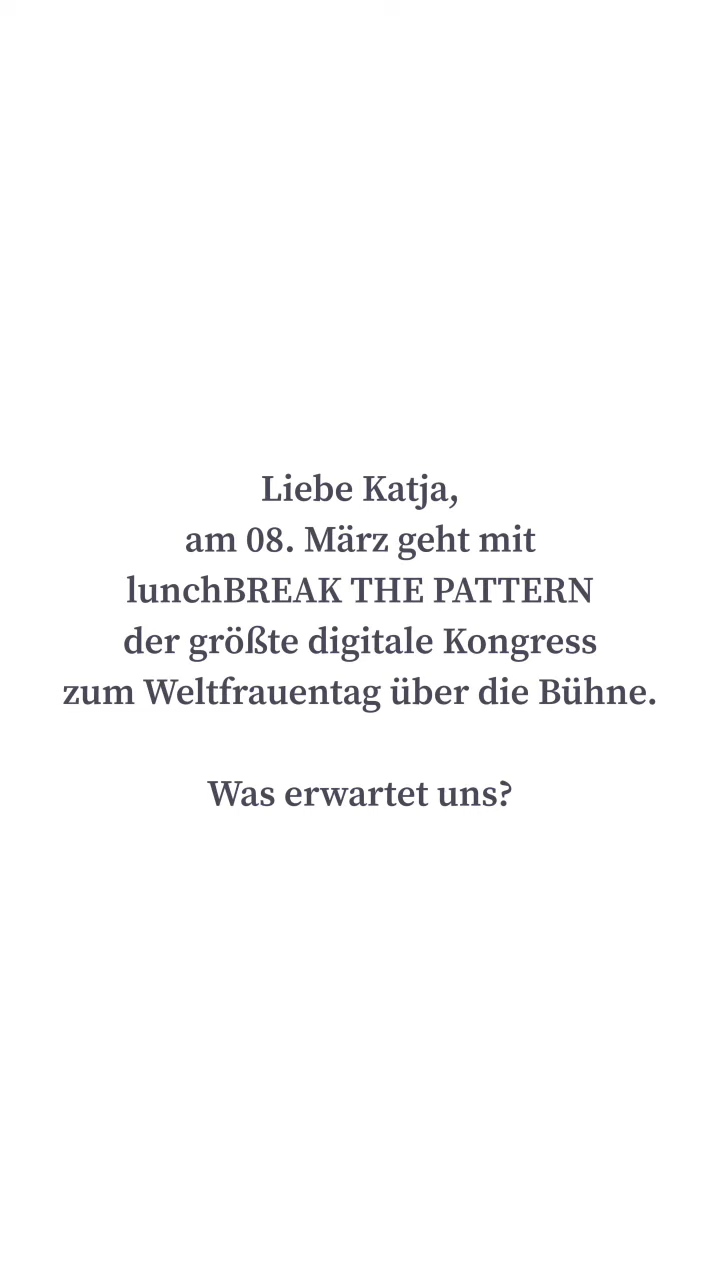 Liebe Katja,
am 08. März geht mit
lunchBREAK THE PATTERN
der größte digitale Kongress
zum Weltfrauentag über die Bühne.
Was erwartet uns?